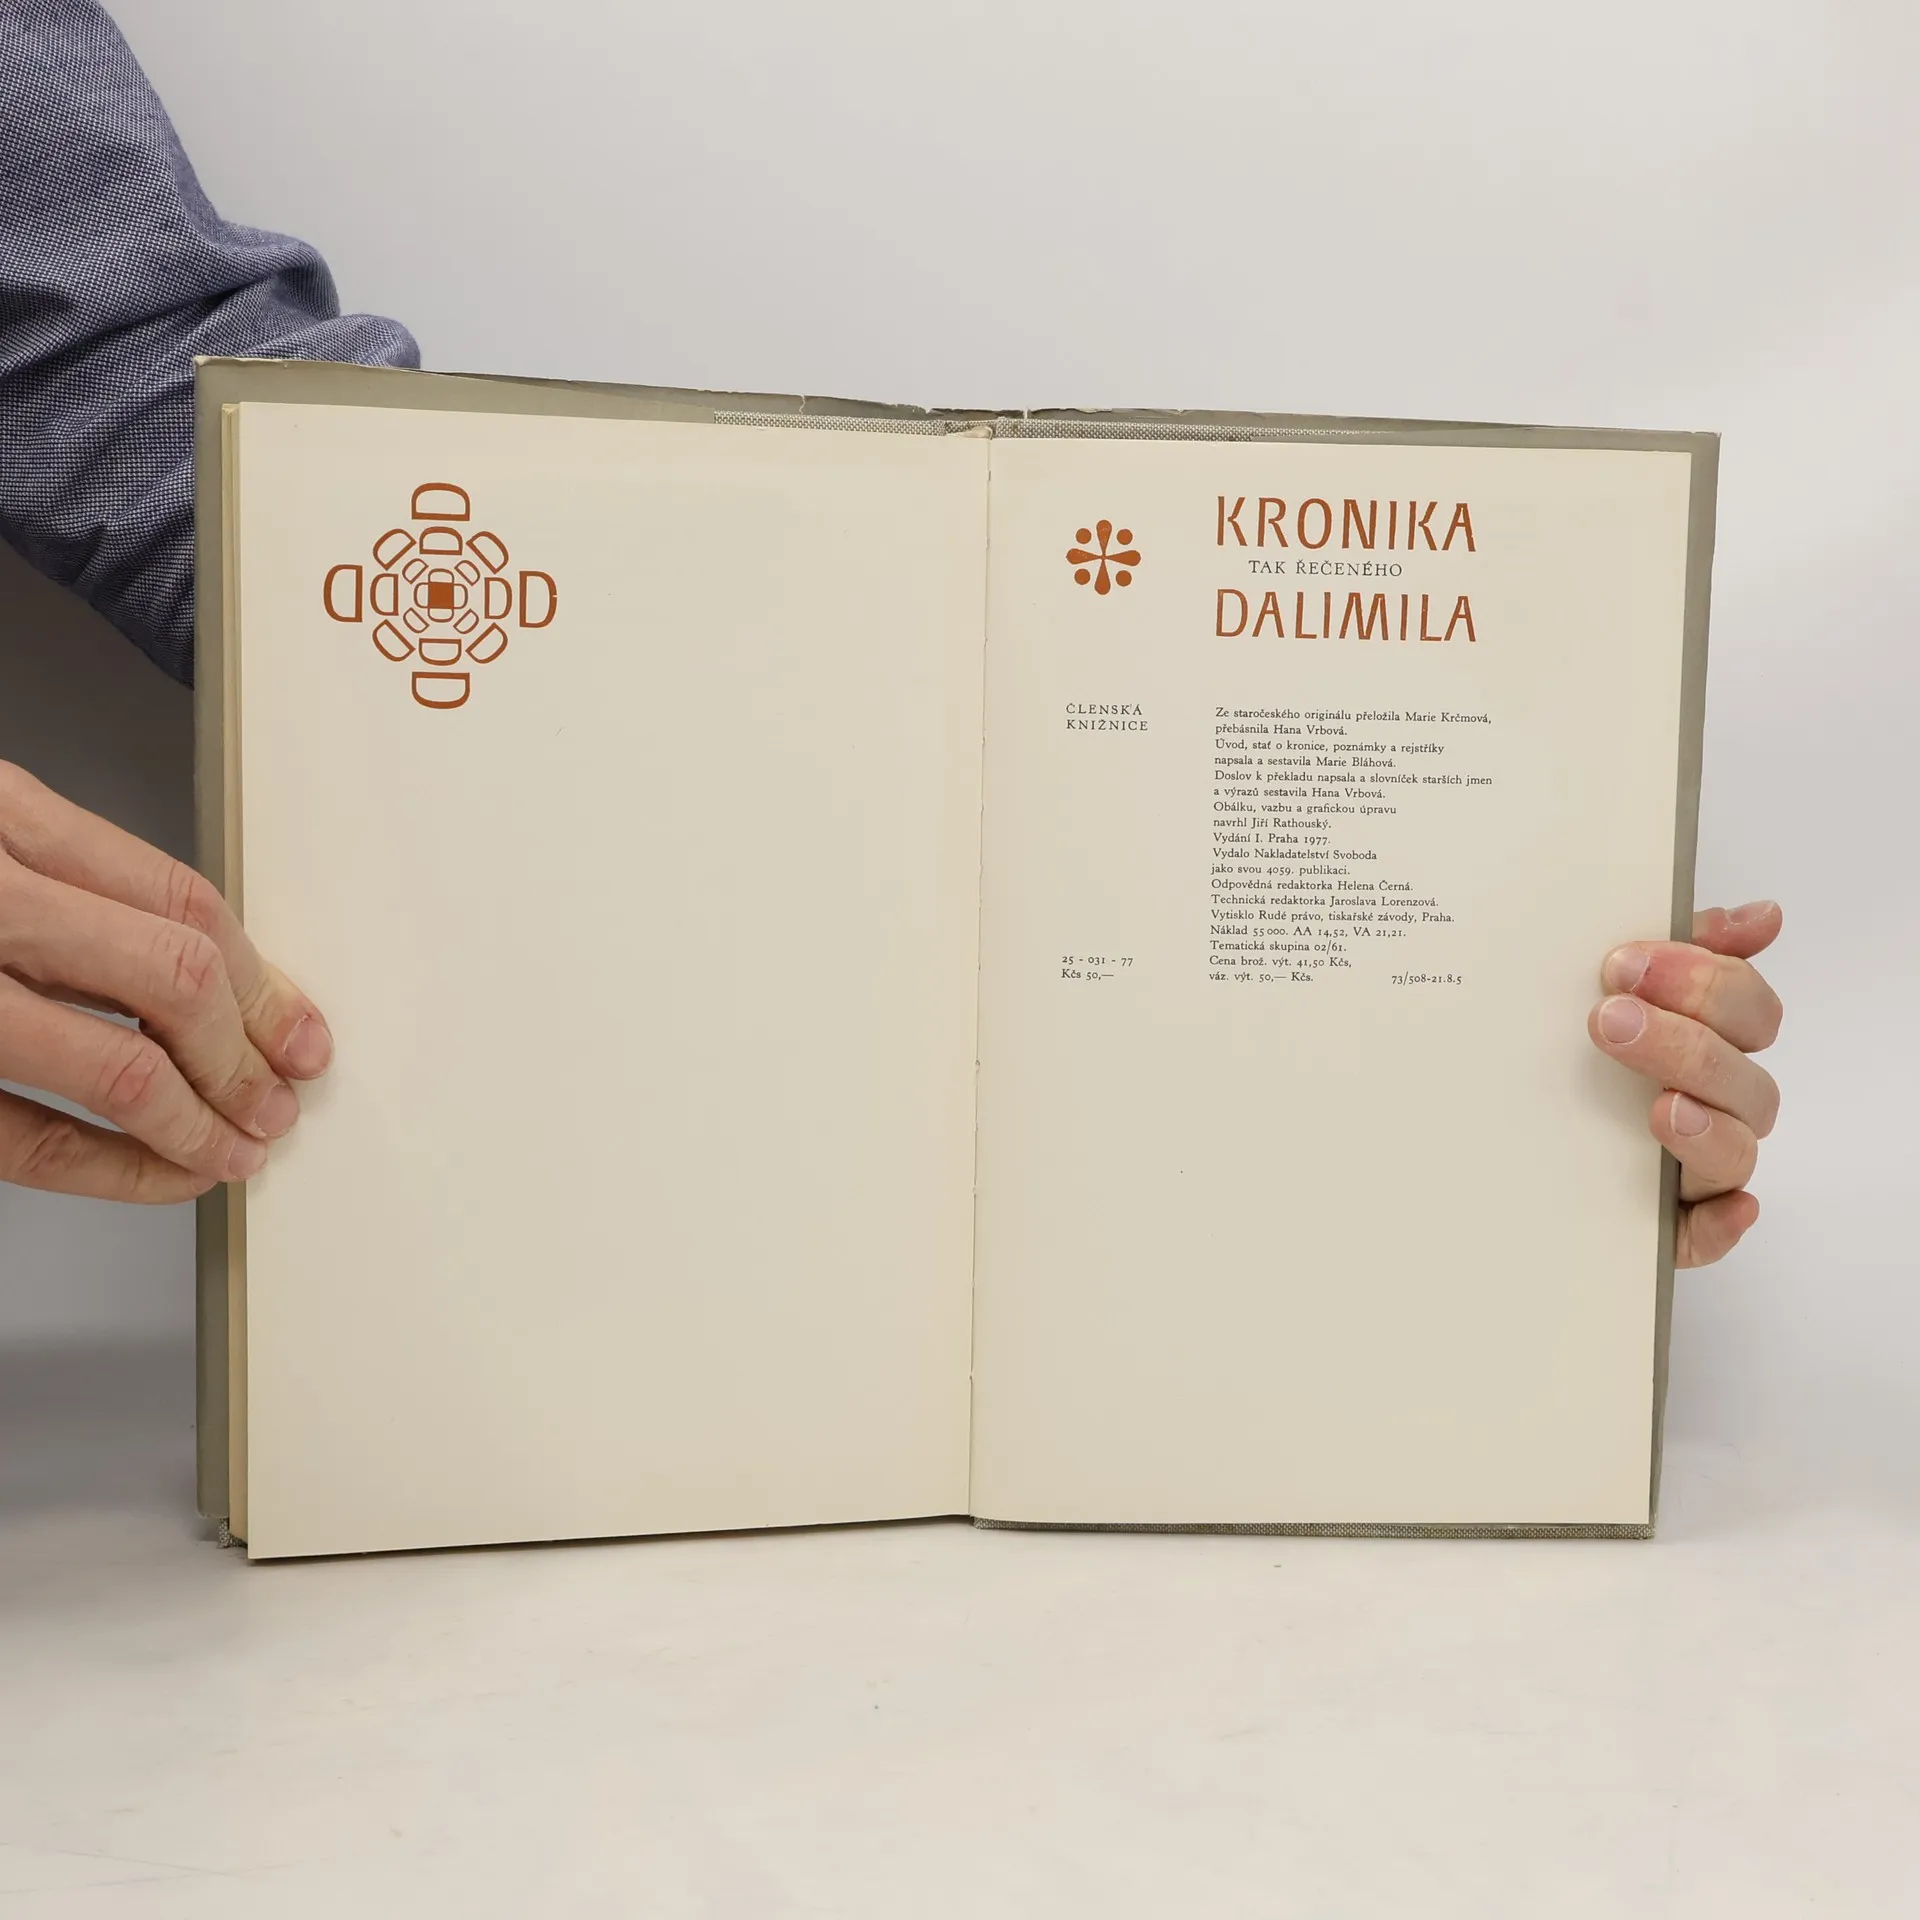 KRONIKA
TAK ŘEČENÉHO
DALIMILA
ČLENSKÁ
KNIŽNICE
Ze staročeského originálu přeložila Marie Krčmová,
přebásnila Hana Vrbová.
Úvod, stať o kronice, poznámky a rejstříky
napsala a sestavila Marie Bláhová.
Doslov k překladu napsala a slovníček starších jmen
a výrazů sestavila Hana Vrbová.
Obálku, vazbu a grafickou úpravu
navrhl Jiří Rathouský.
Vydání I. Praha 1977.
Vydalo Nakladatelství Svoboda
jako svou 4059. publikaci.
Odpovědná redaktorka Helena Černá.
Technická redaktorka Jaroslava Lorenzová.
Vytisklo Rudé právo, tiskařské závody, Praha.
Náklad 55 000. AA 14,52, VA 21,21.
Tematická skupina 02/61.
Cena brož. výt. 41,50 Kčs,
váz. výt. 50,— Kčs. 73/508-21.8.5
25 - 031 - 77
Kčs 50,—